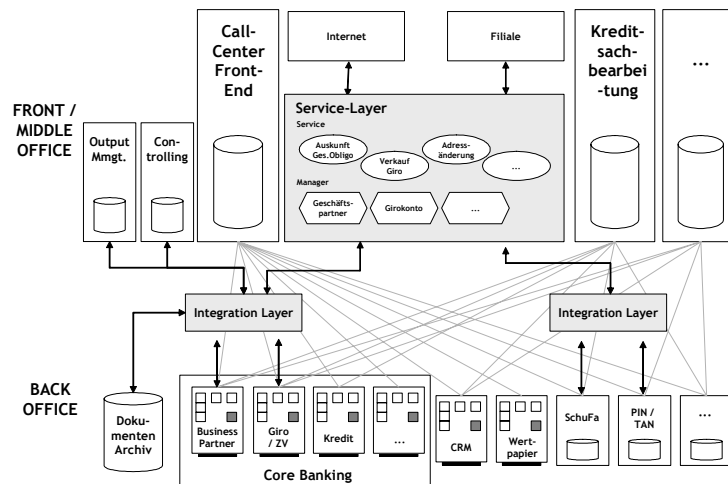 Call-
Center
Front-
End
Internet
Filiale
Kredit-
sach-
bearbei
-tung
...
FRONT /
MIDDLE
OFFICE
Output
Mmgt.
Con-
trolling
Service-Layer
Service
Auskunft
Ges.Obligo
Verkauf
Giro
Adress-
änderung
...
Manager
Geschäfts-
partner
Girokonto
...
Integration Layer
Integration Layer
BACK
OFFICE
Dokumenten
Archiv
Business
Partner
Giro
/ ZV
Kredit
...
Core Banking
CRM
Wert-
papier
SchuFa
PIN /
TAN
...